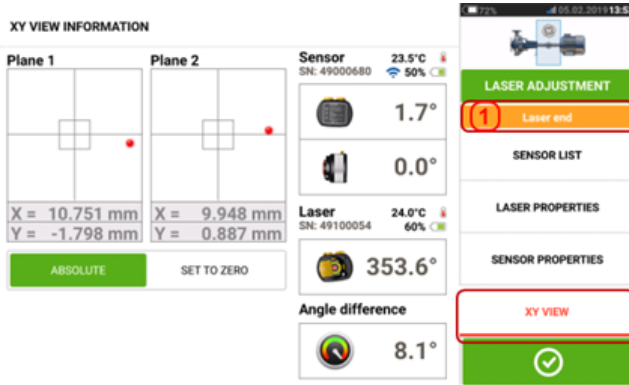 72% 05.02.2019 13:5
XY VIEW INFORMATION
Plane 1
X = 10.751 mm
Y = -1.798 mm
Plane 2
X = 9.948 mm
Y = 0.887 mm
ABSOLUTE
SET TO ZERO
Sensor 23.5°C
SN: 49000680 50%
1.7°
0.0°
Laser 24.0°C
SN: 49100054 60%
353.6°
Angle difference
8.1°
LASER ADJUSTMENT
1 Laser end
SENSOR LIST
LASER PROPERTIES
SENSOR PROPERTIES
XY VIEW